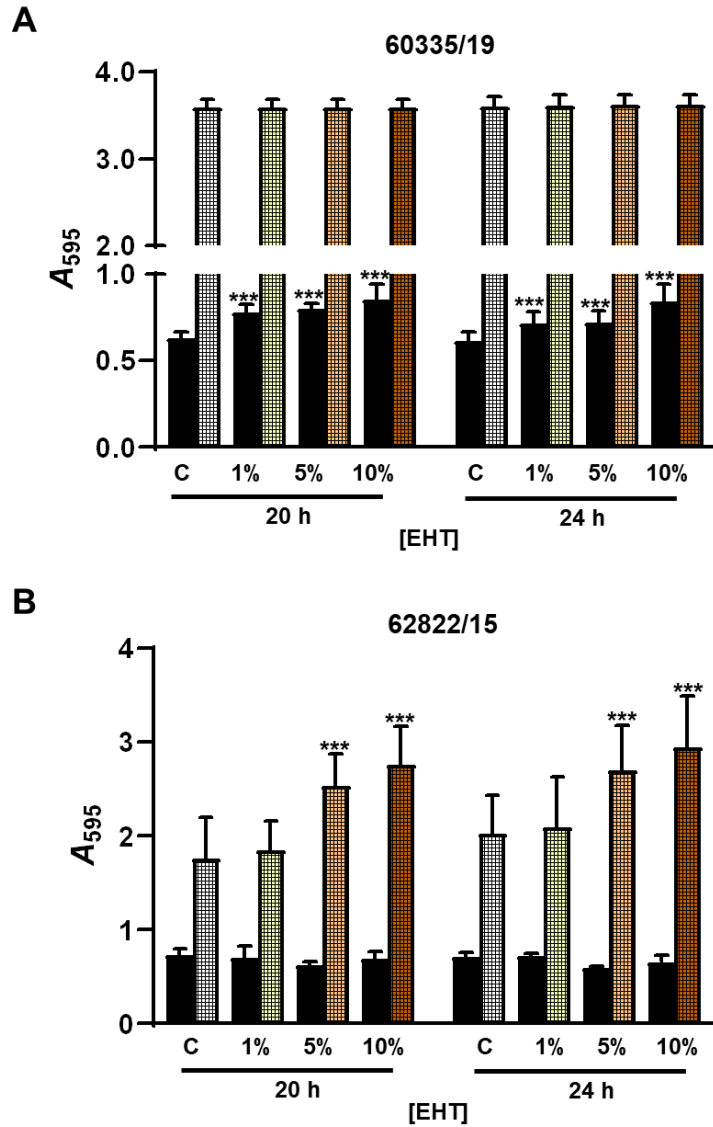 A
60335/19
4.0
3.0
2.0
1.0
0.5
0.0
A595
*** *** *** *** *** ***
C 1% 5% 10% C 1% 5% 10%
20 h 24 h
[EHT]
B
62822/15
4
3
2
1
0
A595
*** *** *** ***
C 1% 5% 10% C 1% 5% 10%
20 h 24 h
[EHT]